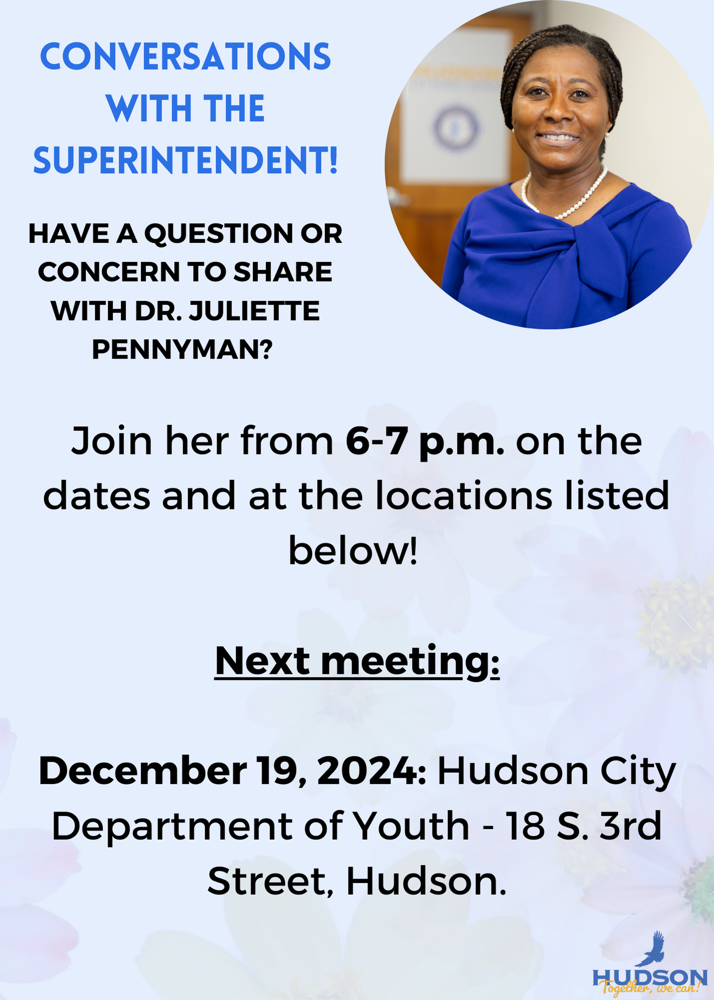 CONVERSATIONS
WITH THE
SUPERINTENDENT!
HAVE A QUESTION OR
CONCERN TO SHARE
WITH DR. JULIETTE
PENNYMAN?
Join her from 6-7 p.m. on the
dates and at the locations listed
below!
Next meeting:
December 19, 2024: Hudson City
Department of Youth - 18 S. 3rd
Street, Hudson.
HUDSON
Together, we can!